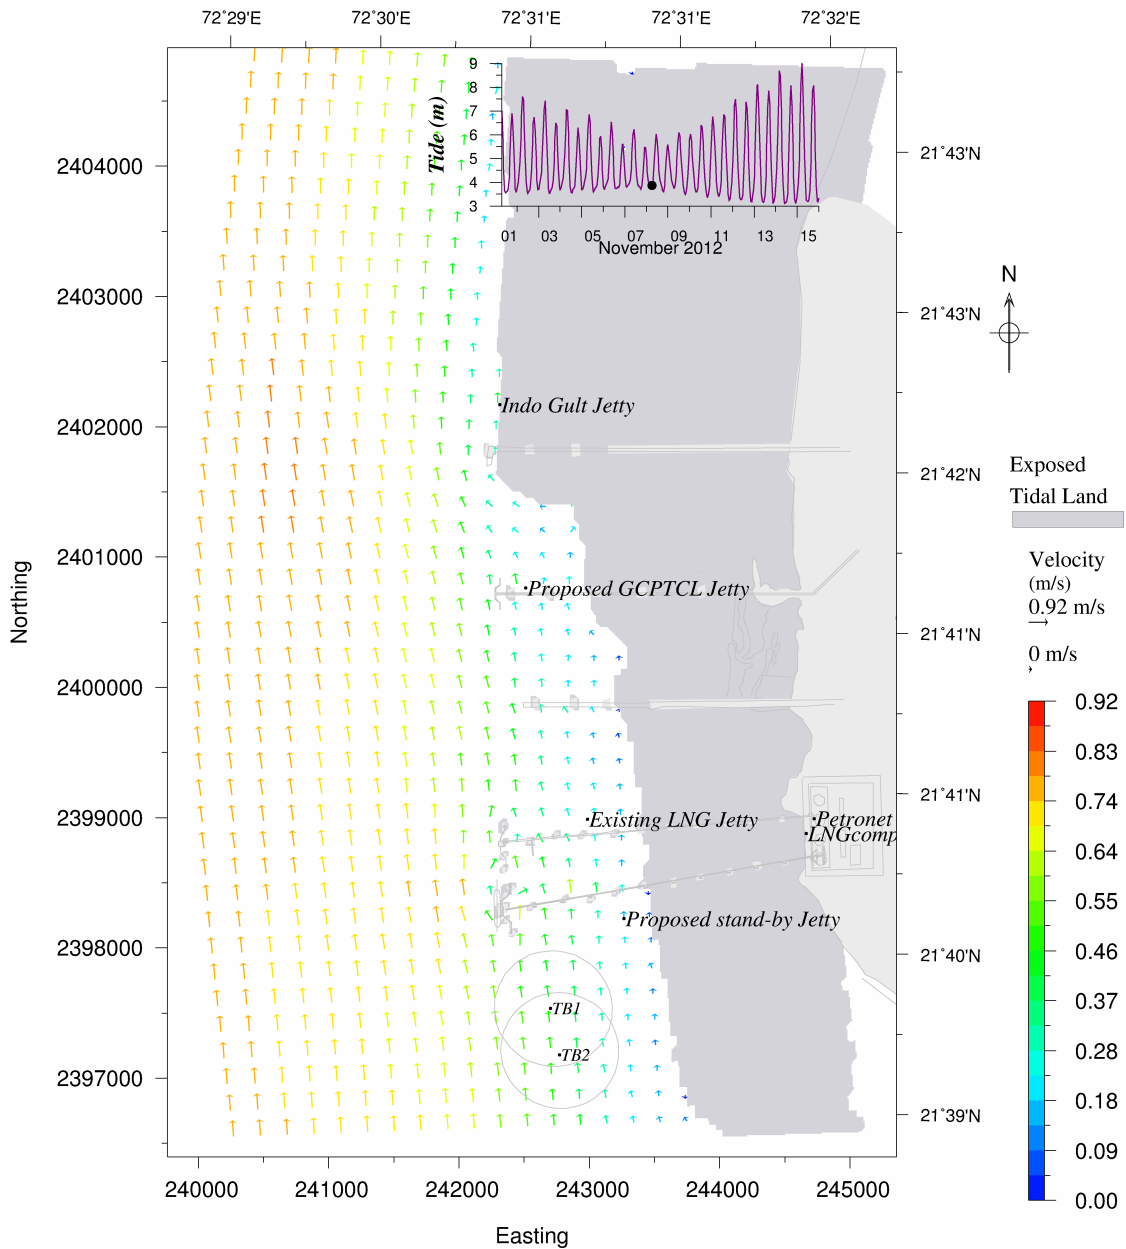 72°29'E 72°30'E 72°31'E 72°31'E 72°32'E
9
8
7
6
5
4
3
Tide (m)
01 03 05 07 09 11 13 15
November 2012
2404000
2403000
2402000
2401000
2400000
2399000
2398000
2397000
Northing
21°43'N
21°43'N
21°42'N
21°41'N
21°41'N
21°40'N
21°39'N
N
Indo Gult Jetty
Proposed GCPTCL Jetty
Existing LNG Jetty
Petronet
LNGcomp
Proposed stand-by Jetty
TB1
TB2
240000 241000 242000 243000 244000 245000
Easting
Exposed
Tidal Land
Velocity
(m/s)
0.92 m/s
0 m/s
0.92
0.83
0.74
0.64
0.55
0.46
0.37
0.28
0.18
0.09
0.00